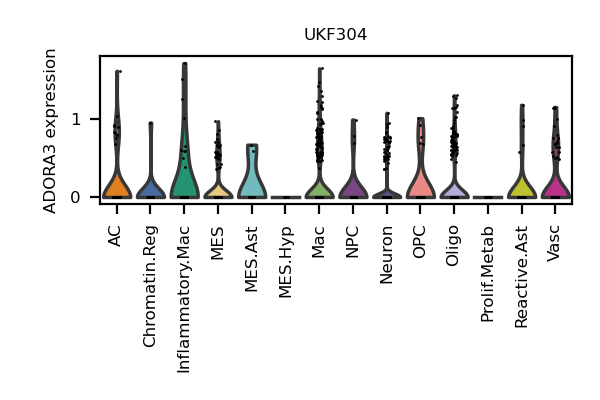 UKF304
ADORA3 expression
1
0
AC
Chromatin.Reg
Inflammatory.Mac
MES
MES.Ast
MES.Hyp
Mac
NPC
Neuron
OPC
Oligo
Prolif.Metab
Reactive.Ast
Vasc